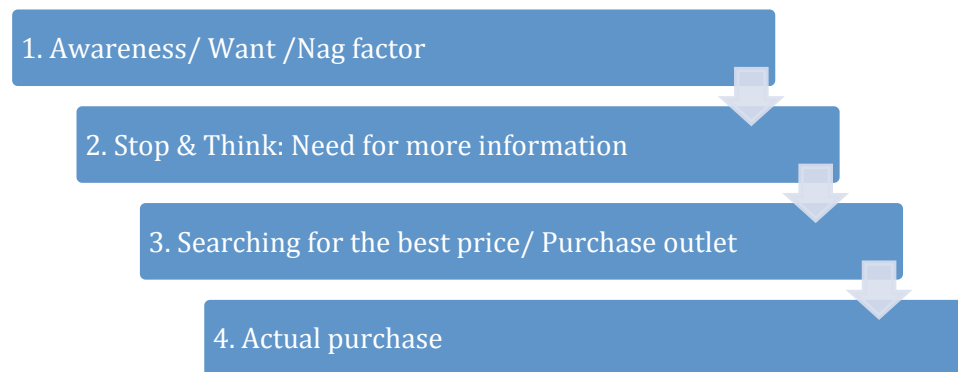 1. Awareness/ Want /Nag factor
2. Stop & Think: Need for more information
3. Searching for the best price/ Purchase outlet
4. Actual purchase